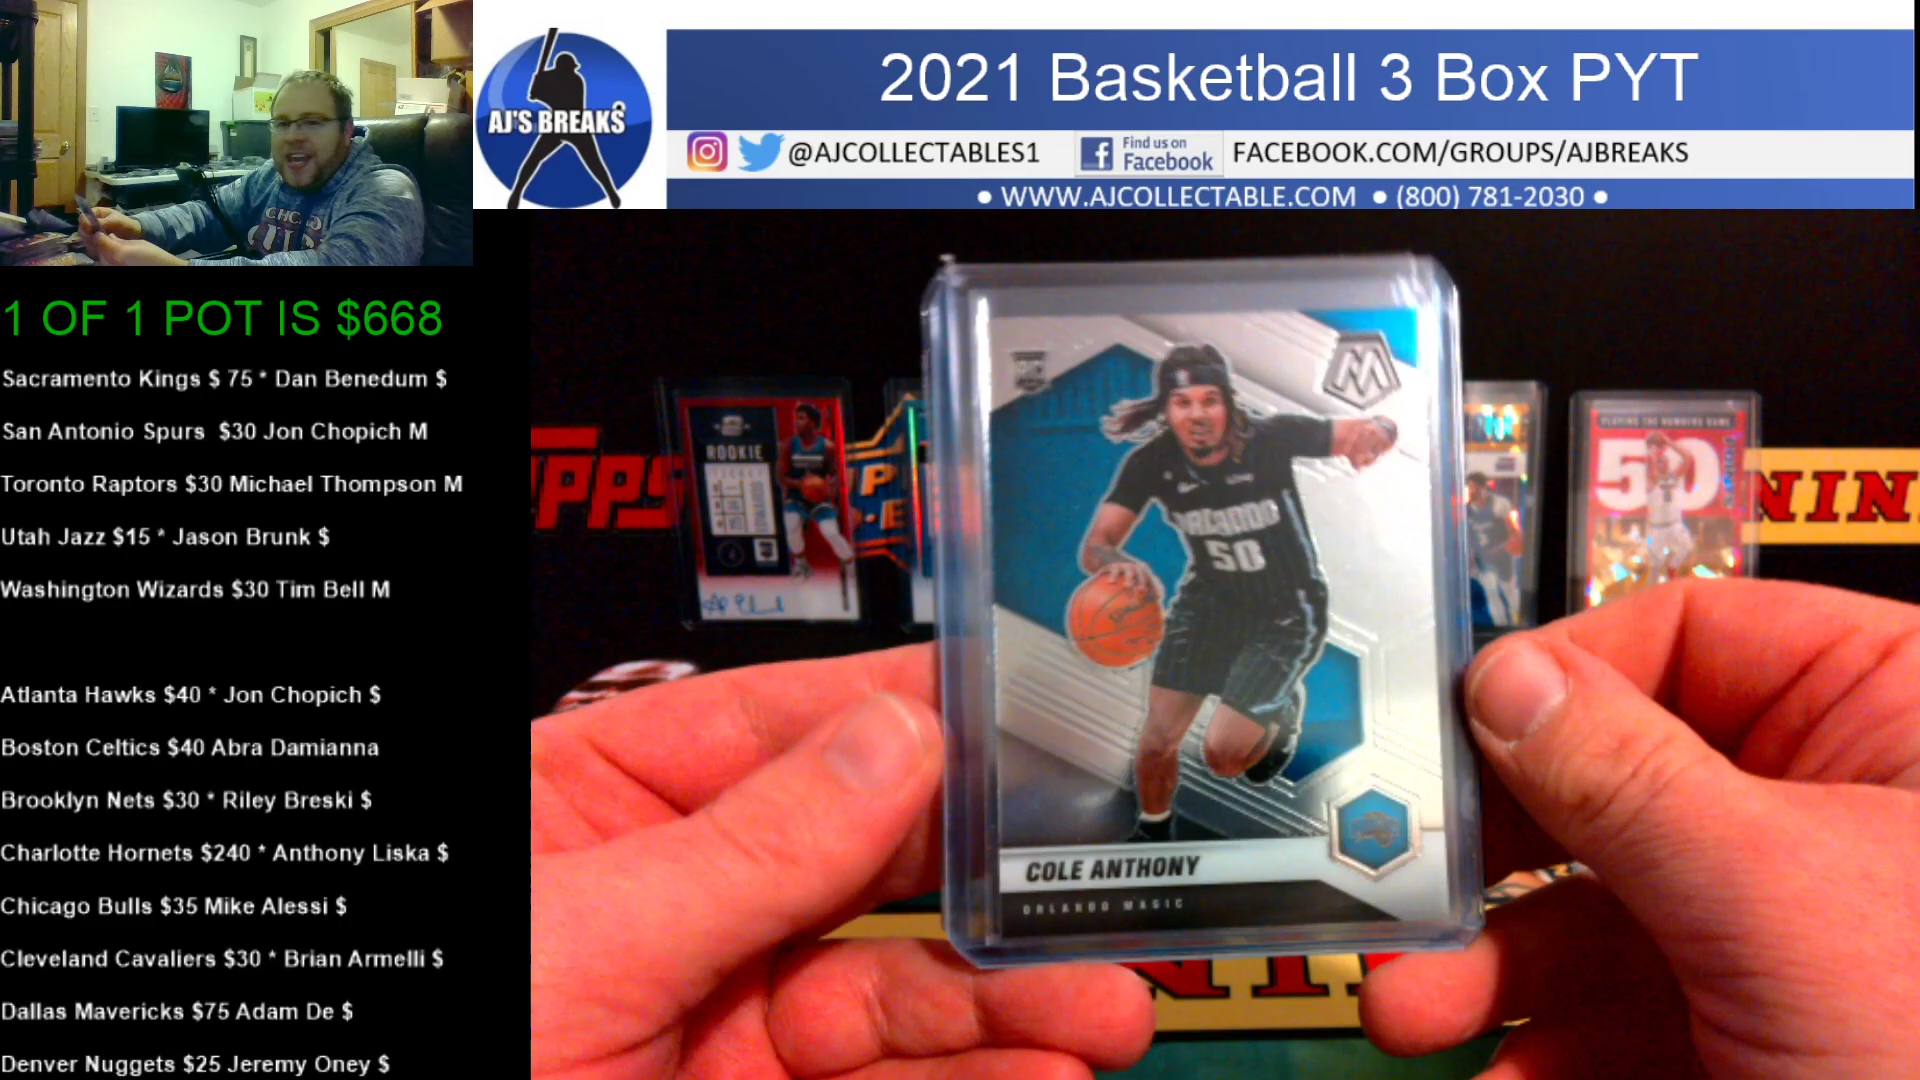 AJ'S BREAKS
2021 Basketball 3 Box PYT
@AJCOLLECTABLES1
Find us on
Facebook
FACEBOOK.COM/GROUPS/AJBREAKS
• WWW.AJCOLLECTABLE.COM • (800) 781-2030 •
1 OF 1 POT IS $668
Sacramento Kings $ 75 * Dan Benedum $
San Antonio Spurs $30 Jon Chopich M
Toronto Raptors $30 Michael Thompson M
Utah Jazz $15 * Jason Brunk $
Washington Wizards $30 Tim Bell M
Atlanta Hawks $40 * Jon Chopich $
Boston Celtics $40 Abra Damianna
Brooklyn Nets $30 * Riley Breski $
Charlotte Hornets $240 * Anthony Liska $
Chicago Bulls $35 Mike Alessi $
Cleveland Cavaliers $30 * Brian Armelli $
Dallas Mavericks $75 Adam De $
Denver Nuggets $25 Jeremy Oney $
ROOKIE
M
ORLANDO
50
COLE ANTHONY
ORLANDO MAGIC
PLAYING THE NUMBERS GAME
50